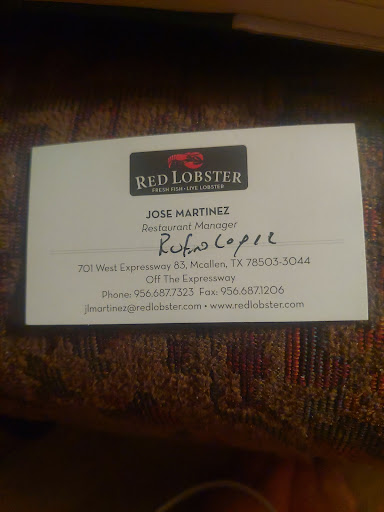 RED LOBSTER
FRESH FISH • LIVE LOBSTER
JOSE MARTINEZ
Restaurant Manager
Rufino Lopez
701 West Expressway 83, Mcallen, TX 78503-3044
Off The Expressway
Phone: 956.687.7323 Fax: 956.687.1206
jlmartinez@redlobster.com • www.redlobster.com